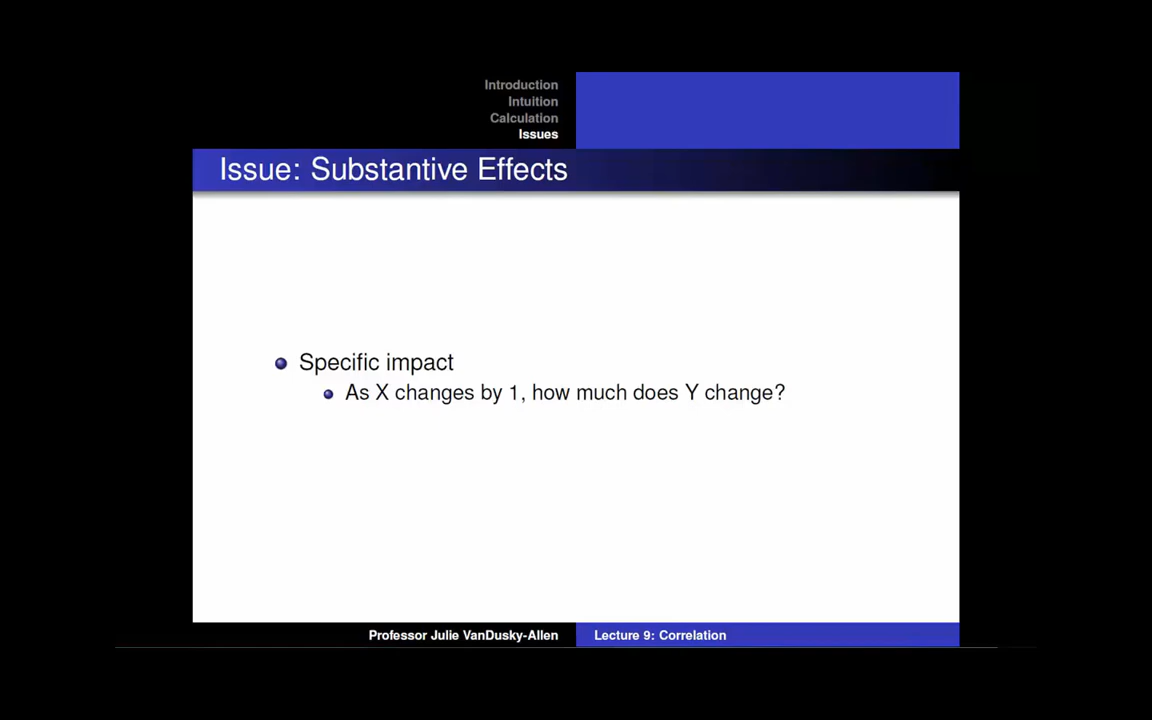 Introduction
Intuition
Calculation
Issues
Issue: Substantive Effects
Specific impact
As X changes by 1, how much does Y change?
Professor Julie VanDusky-Allen
Lecture 9: Correlation